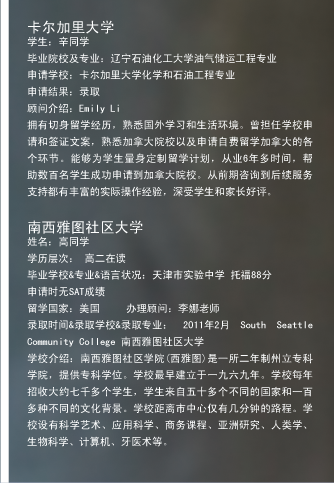 卡尔加里大学
学生：辛同学
毕业院校及专业：辽宁石油化工大学油气储运工程专业
申请学校：卡尔加里大学化学和石油工程专业
申请结果：录取
顾问介绍：Emily Li
拥有切身留学经历，熟悉国外学习和生活环境。曾担任学校申
请和签证文案，熟悉加拿大院校以及申请自费留学加拿大的各
个环节。能够为学生量身定制留学计划，从业6年多时间，帮
助数百名学生成功申请到加拿大院校。从前期咨询到后续服务
支持都有丰富的实际操作经验，深受学生和家长好评。
南西雅图社区大学
姓名：高同学
学历层次： 高二在读
毕业学校&专业&语言状况：天津市实验中学 托福88分
申请时无SAT成绩
留学国家：美国 办理顾问：李娜老师
录取时间&录取学校&录取专业： 2011年2月 South Seattle
Community College 南西雅图社区大学
学校介绍：南西雅图社区学院(西雅图)是一所二年制州立专科
学院，提供专科学位。学校最早建立于一九六九年。学校每年
招收大约七千多个学生，学生来自五十多个不同的国家和一百
多种不同的文化背景。学校距离市中心仅有几分钟的路程。学
校设有科学艺术、应用科学、商务课程、亚洲研究、人类学、
生物科学、计算机、牙医术等。